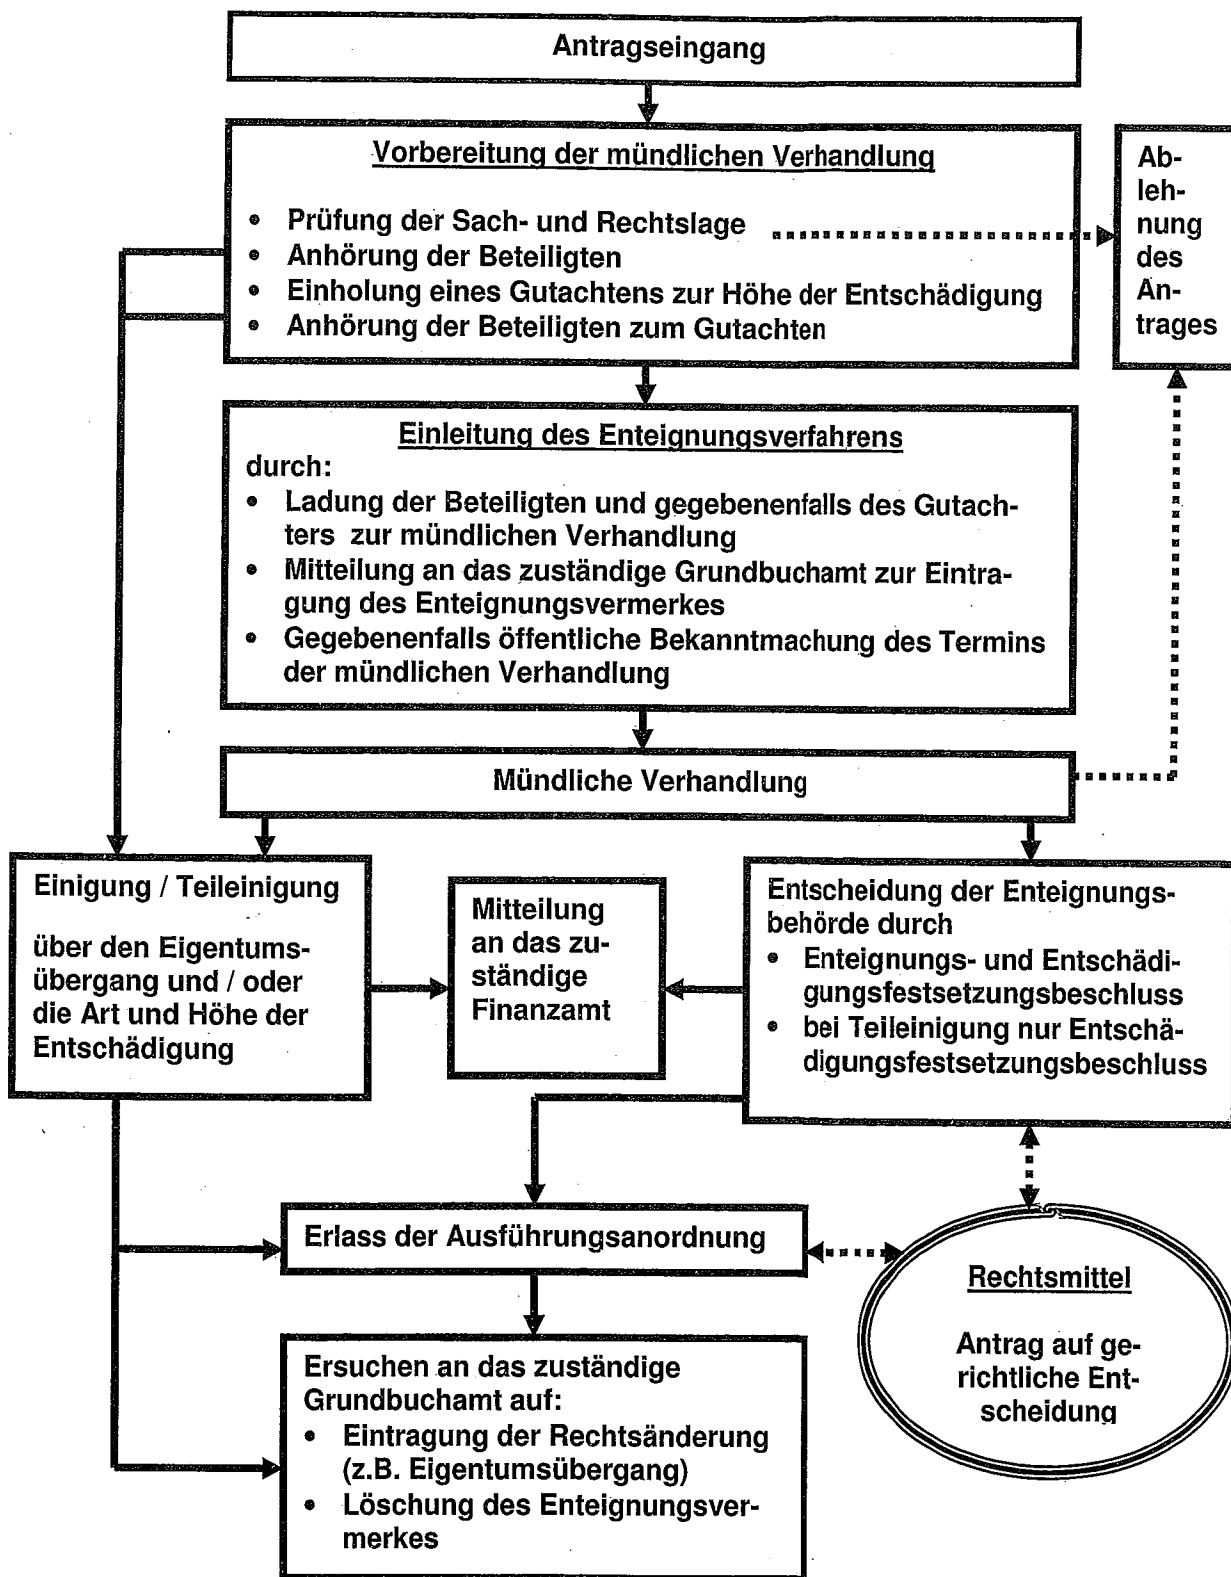 Antragseingang
Vorbereitung der mündlichen Verhandlung
• Prüfung der Sach- und Rechtslage
• Anhörung der Beteiligten
• Einholung eines Gutachtens zur Höhe der Entschädigung
• Anhörung der Beteiligten zum Gutachten
Ab-
leh-
nung
des
An-
trages
Einleitung des Enteignungsverfahrens
durch:
• Ladung der Beteiligten und gegebenenfalls des Gutach-
ters zur mündlichen Verhandlung
• Mitteilung an das zuständige Grundbuchamt zur Eintra-
gung des Enteignungsvermerkes
• Gegebenenfalls öffentliche Bekanntmachung des Termins
der mündlichen Verhandlung
Mündliche Verhandlung
Einigung / Teileinigung
über den Eigentums-
übergang und / oder
die Art und Höhe der
Entschädigung
Mitteilung
an das zu-
ständige
Finanzamt
Entscheidung der Enteignungs-
behörde durch
• Enteignungs- und Entschädi-
gungsfestsetzungsbeschluss
• bei Teileinigung nur Entschä-
digungsfestsetzungsbeschluss
Erlass der Ausführungsanordnung
Rechtsmittel
Antrag auf ge-
richtliche Ent-
scheidung
Ersuchen an das zuständige
Grundbuchamt auf:
• Eintragung der Rechtsänderung
(z.B. Eigentumsübergang)
• Löschung des Enteignungsver-
merkes